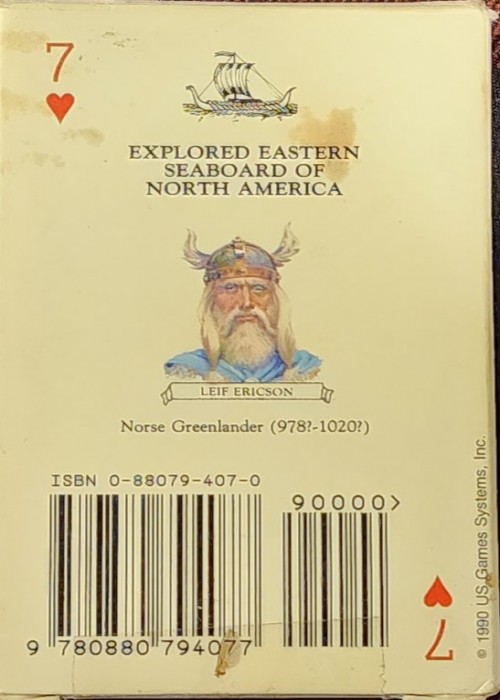 7
EXPLORED EASTERN
SEABOARD OF
NORTH AMERICA
LEIF ERICSON
Norse Greenlander (978?-1020?)
ISBN 0-88079-407-0
90000>
9 780880 794077
© 1990 US Games Systems, Inc.
7